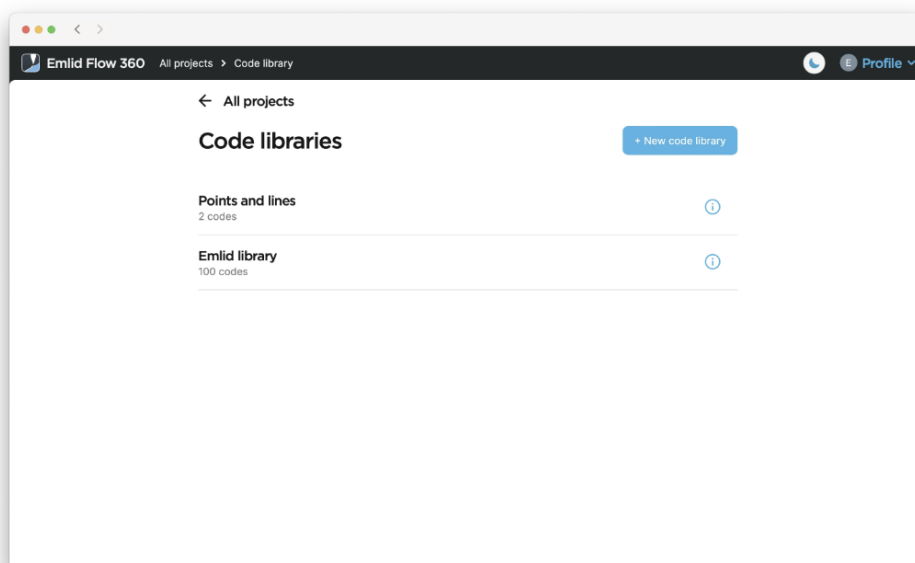 Emlid Flow 360 All projects > Code library E Profile
← All projects
Code libraries
+ New code library
Points and lines
2 codes
Emlid library
100 codes